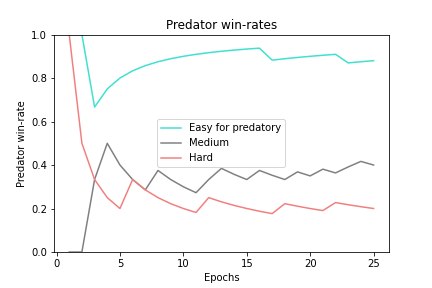 Predator win-rates
1.0
0.8
0.6
0.4
0.2
0.0
Predator win-rate
Easy for predatory
Medium
Hard
0 5 10 15 20 25
Epochs